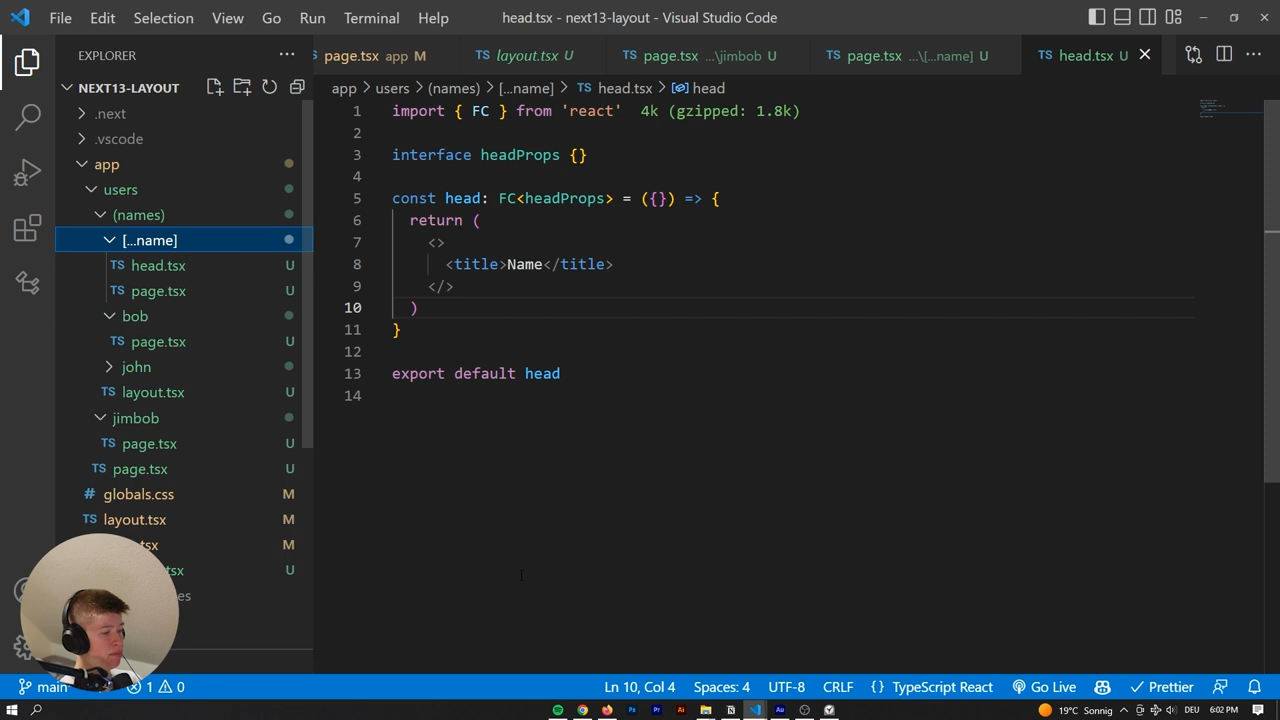 File Edit Selection View Go Run Terminal Help
head.tsx - next13-layout - Visual Studio Code
EXPLORER
page.tsx app M
layout.tsx U
page.tsx ...\jimbob U
page.tsx ...\[...name] U
head.tsx U
NEXT13-LAYOUT
app > users > (names) > [...name] > TS head.tsx > head
.next
.vscode
app
users
(names)
[...name]
TS head.tsx U
TS page.tsx U
bob
TS page.tsx U
john
TS layout.tsx U
jimbob
TS page.tsx U
TS page.tsx U
# globals.css M
TS layout.tsx M
.tsx M
.tsx U
es
1 import { FC } from 'react' 4k (gzipped: 1.8k)
2
3 interface headProps {}
4
5 const head: FC<headProps> = ({}) => {
6 return (
7 <>
8 <title>Name</title>
9 </>
10 )
11 }
12
13 export default head
14
main 1 0 Ln 10, Col 4 Spaces: 4 UTF-8 CRLF {} TypeScript React Go Live Prettier
19°C Sonnig DEU 6:02 PM